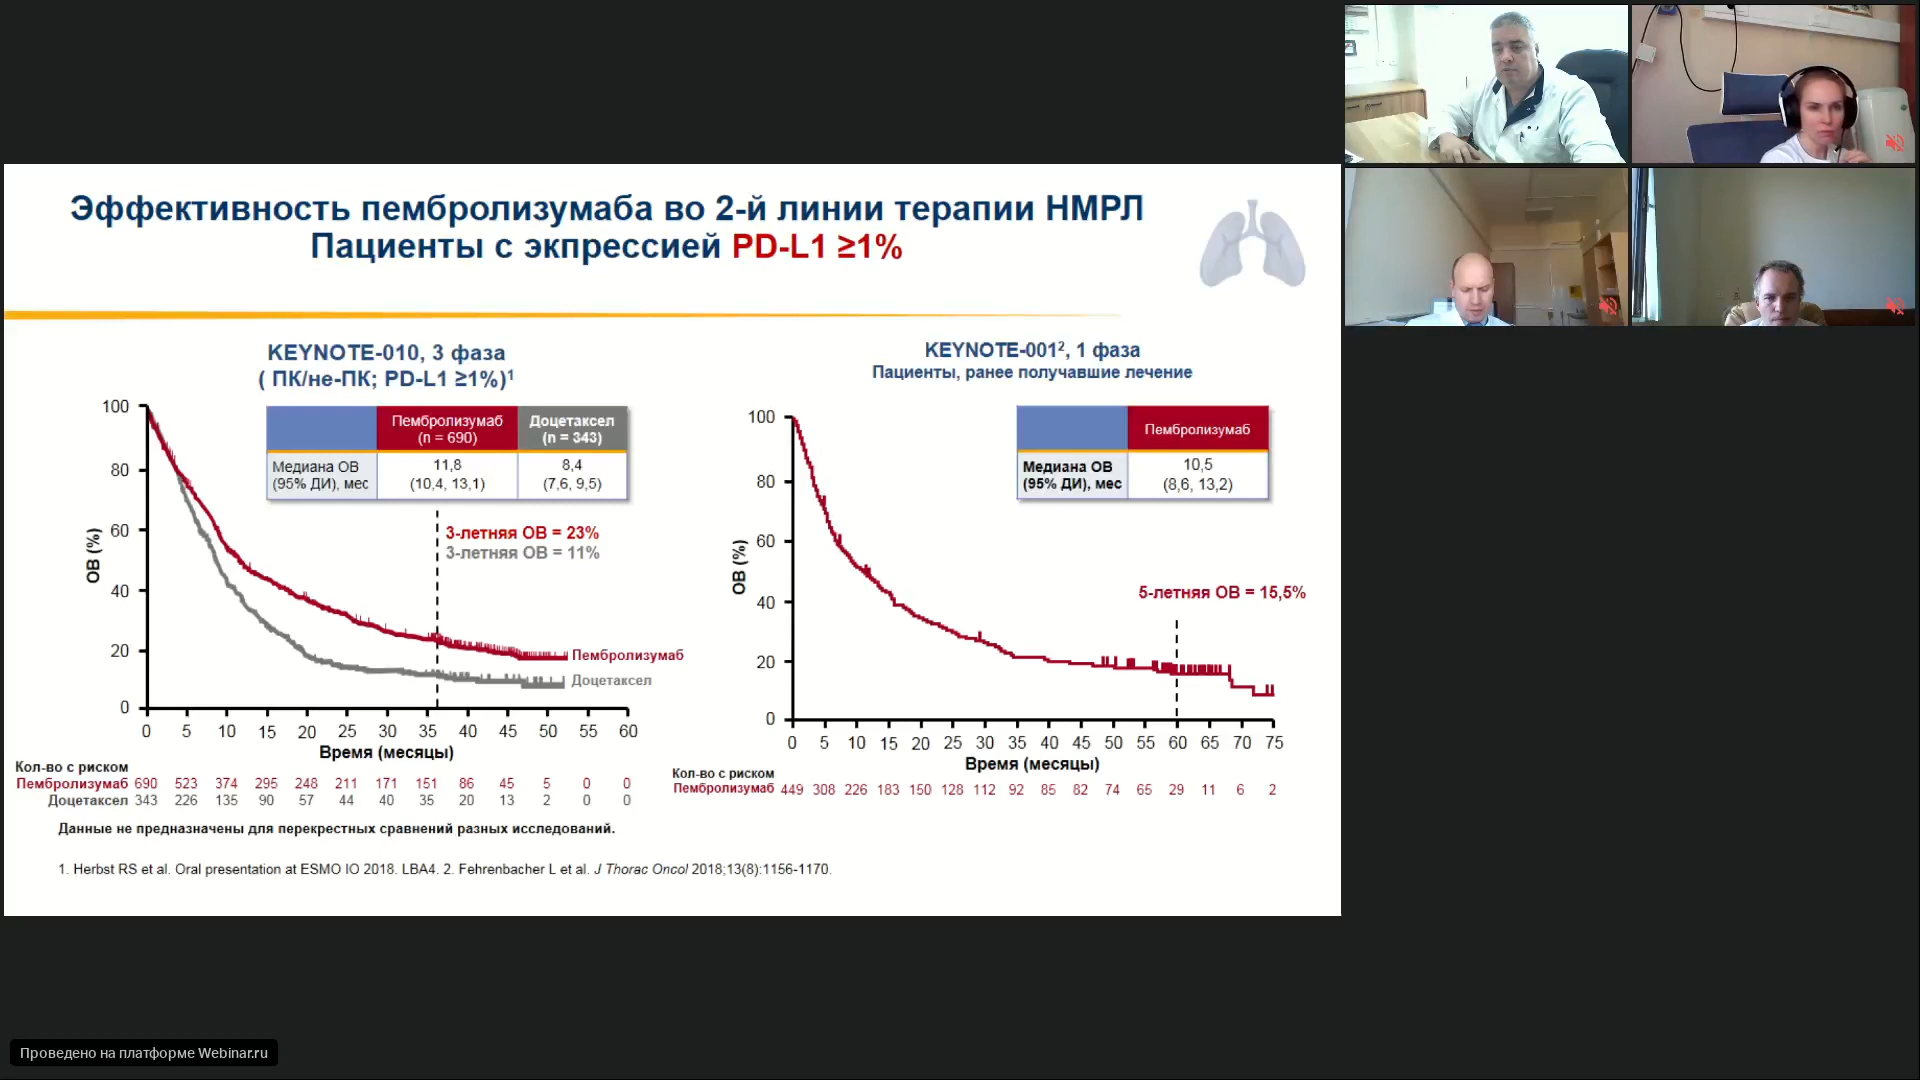 Эффективность пембролизумаба во 2-й линии терапии НМРЛ
Пациенты с экпрессией PD-L1 ≥1%
KEYNOTE-010, 3 фаза
( ПК/не-ПК; PD-L1 ≥1%)¹
Пембролизумаб (n = 690)
Доцетаксел (n = 343)
Медиана ОВ (95% ДИ), мес
11,8 (10,4, 13,1)
8,4 (7,6, 9,5)
3-летняя ОВ = 23%
3-летняя ОВ = 11%
ОВ (%)
100
80
60
40
20
0
Пембролизумаб
Доцетаксел
0 5 10 15 20 25 30 35 40 45 50 55 60
Время (месяцы)
Кол-во с риском
Пембролизумаб 690 523 374 295 248 211 171 151 86 45 5 0 0
Доцетаксел 343 226 135 90 57 44 40 35 20 13 2 0 0
KEYNOTE-001², 1 фаза
Пациенты, ранее получавшие лечение
Пембролизумаб
Медиана ОВ (95% ДИ), мес
10,5 (8,6, 13,2)
5-летняя ОВ = 15,5%
ОВ (%)
100
80
60
40
20
0
0 5 10 15 20 25 30 35 40 45 50 55 60 65 70 75
Время (месяцы)
Кол-во с риском
Пембролизумаб 449 308 226 183 150 128 112 92 85 82 74 65 29 11 6 2
Данные не предназначены для перекрестных сравнений разных исследований.
1. Herbst RS et al. Oral presentation at ESMO IO 2018. LBA4. 2. Fehrenbacher L et al. J Thorac Oncol 2018;13(8):1156-1170.
Проведено на платформе Webinar.ru